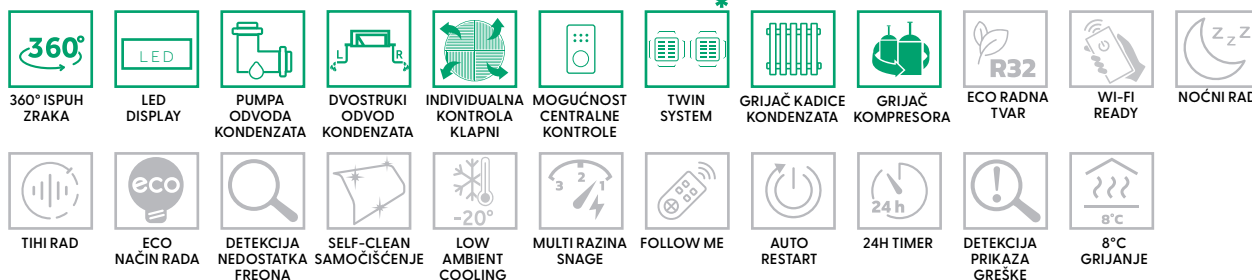 *
360°
LED
L R
R32
z z z
360° ISPUH
ZRAKA
LED
DISPLAY
PUMPA
ODVODA
KONDENZATA
DVOSTRUKI
ODVOD
KONDENZATA
INDIVIDUALNA
KONTROLA
KLAPNI
MOGUĆNOST
CENTRALNE
KONTROLE
TWIN
SYSTEM
GRIJAČ KADICE
KONDENZATA
GRIJAČ
KOMPRESORA
ECO RADNA
TVAR
WI-FI
READY
NOĆNI RAD
eco
-20°
3 2 1
24 h
8°C
TIHI RAD
ECO
NAČIN RADA
DETEKCIJA
NEDOSTATKA
FREONA
SELF-CLEAN
SAMOČIŠĆENJE
LOW
AMBIENT
COOLING
MULTI RAZINA
SNAGE
FOLLOW ME
AUTO
RESTART
24H TIMER
DETEKCIJA
PRIKAZA
GREŠKE
8°C
GRIJANJE